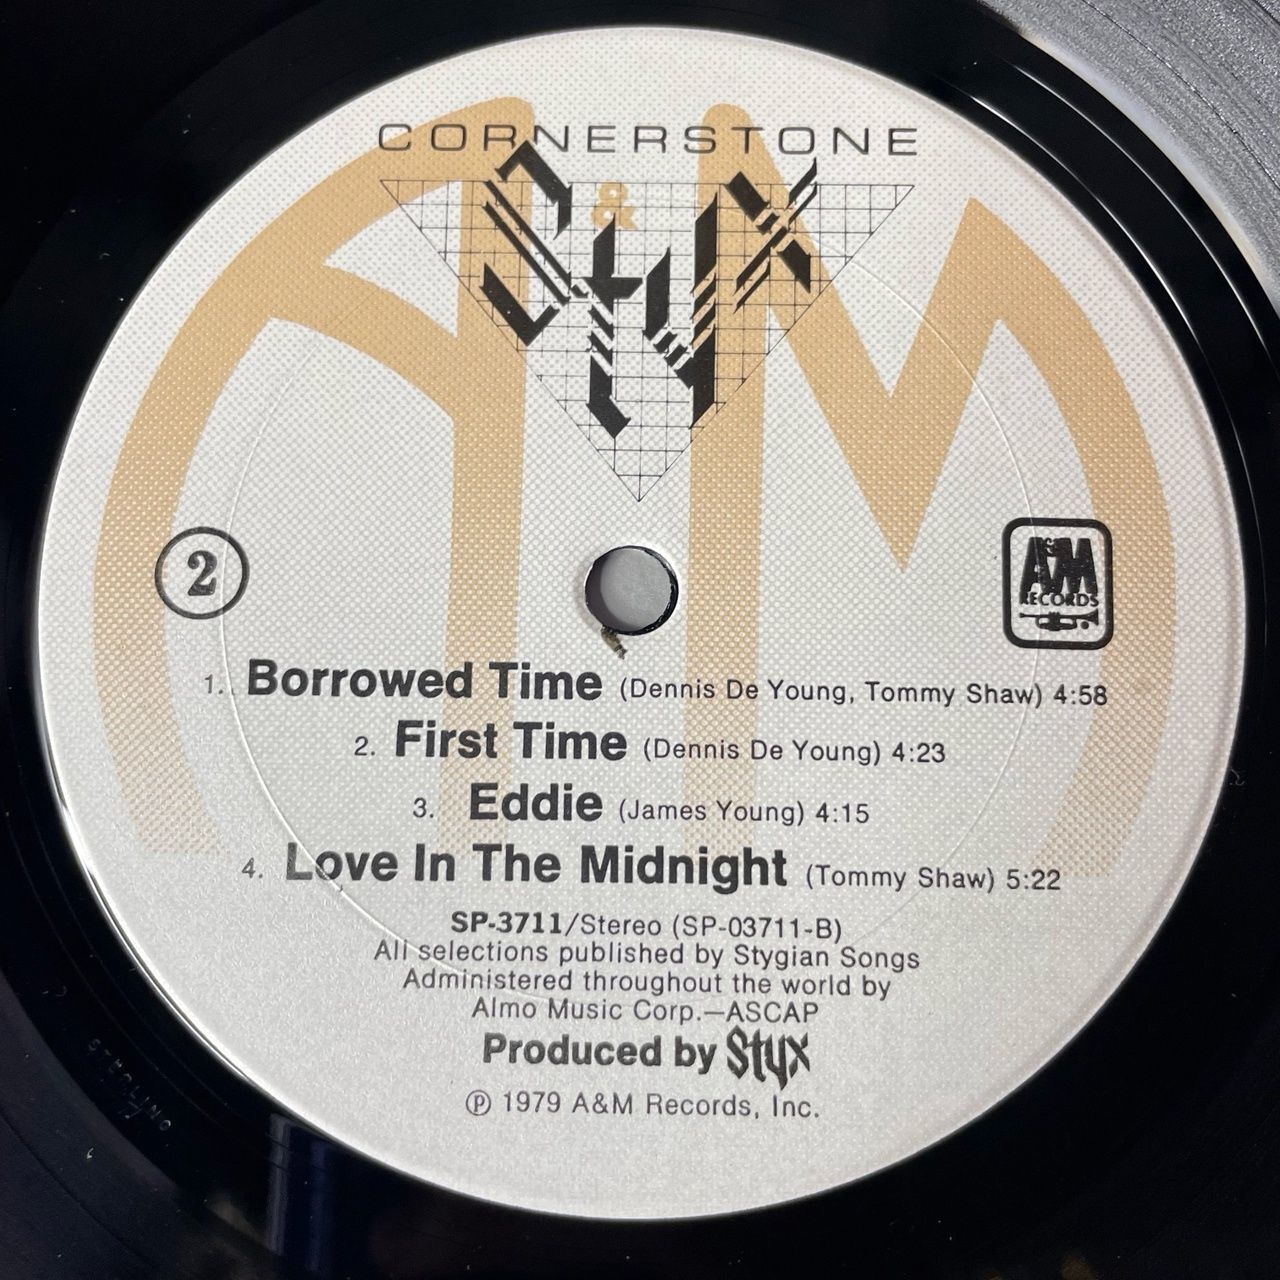 CORNERSTONE
Styx
A&M
2
A&M
RECORDS
1. Borrowed Time (Dennis De Young, Tommy Shaw) 4:58
2. First Time (Dennis De Young) 4:23
3. Eddie (James Young) 4:15
4. Love In The Midnight (Tommy Shaw) 5:22
SP-3711/Stereo (SP-03711-B)
All selections published by Stygian Songs
Administered throughout the world by
Almo Music Corp.—ASCAP
Produced by Styx
℗ 1979 A&M Records, Inc.
STERLING